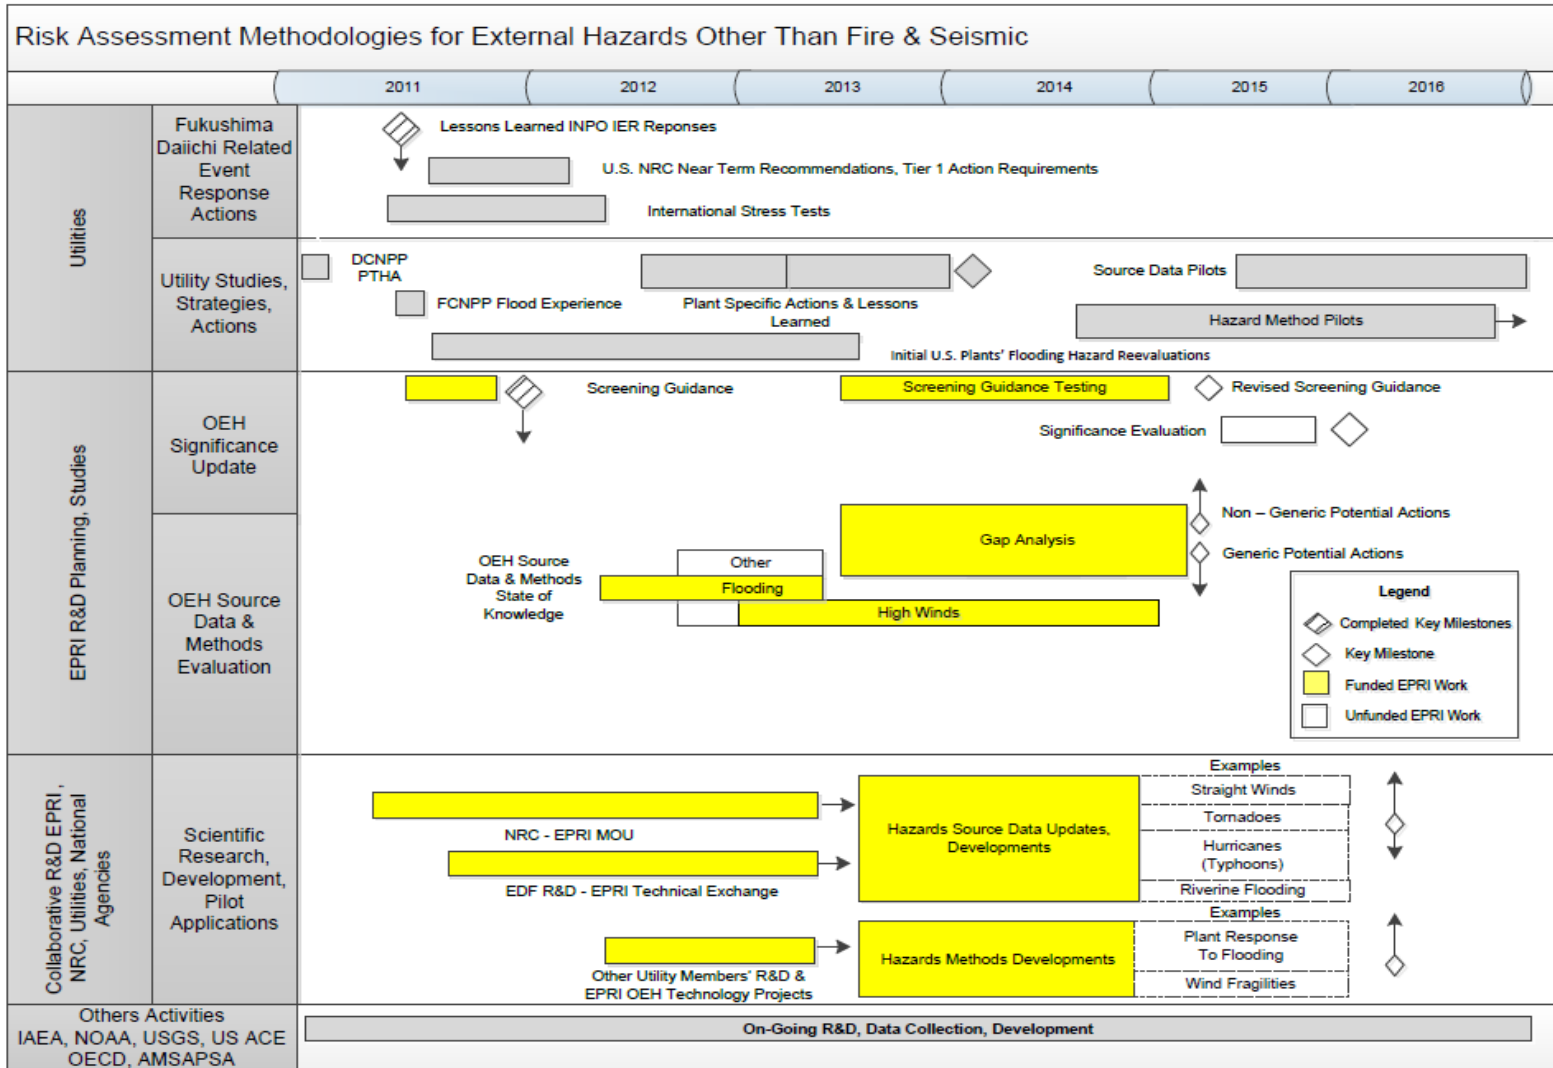 Risk Assessment Methodologies for External Hazards Other Than Fire & Seismic
2011
2012
2013
2014
2015
2016
Utilities
Fukushima
Daiichi Related
Event
Response
Actions
Lessons Learned INPO IER Reponses
U.S. NRC Near Term Recommendations, Tier 1 Action Requirements
International Stress Tests
Utility Studies,
Strategies,
Actions
DCNPP
PTHA
FCNPP Flood Experience
Plant Specific Actions & Lessons
Learned
Source Data Pilots
Hazard Method Pilots
Initial U.S. Plants' Flooding Hazard Reevaluations
EPRI R&D Planning, Studies
OEH
Significance
Update
Screening Guidance
Screening Guidance Testing
Revised Screening Guidance
Significance Evaluation
OEH Source
Data &
Methods
Evaluation
OEH Source
Data & Methods
State of
Knowledge
Other
Flooding
High Winds
Gap Analysis
Non – Generic Potential Actions
Generic Potential Actions
Legend
Completed Key Milestones
Key Milestone
Funded EPRI Work
Unfunded EPRI Work
Collaborative R&D EPRI ,
NRC, Utilities, National
Agencies
Scientific
Research,
Development,
Pilot
Applications
NRC - EPRI MOU
EDF R&D - EPRI Technical Exchange
Other Utility Members' R&D &
EPRI OEH Technology Projects
Hazards Source Data Updates,
Developments
Hazards Methods Developments
Examples
Straight Winds
Tornadoes
Hurricanes
(Typhoons)
Riverine Flooding
Examples
Plant Response
To Flooding
Wind Fragilities
Others Activities
IAEA, NOAA, USGS, US ACE
OECD, AMSAPSA
On-Going R&D, Data Collection, Development